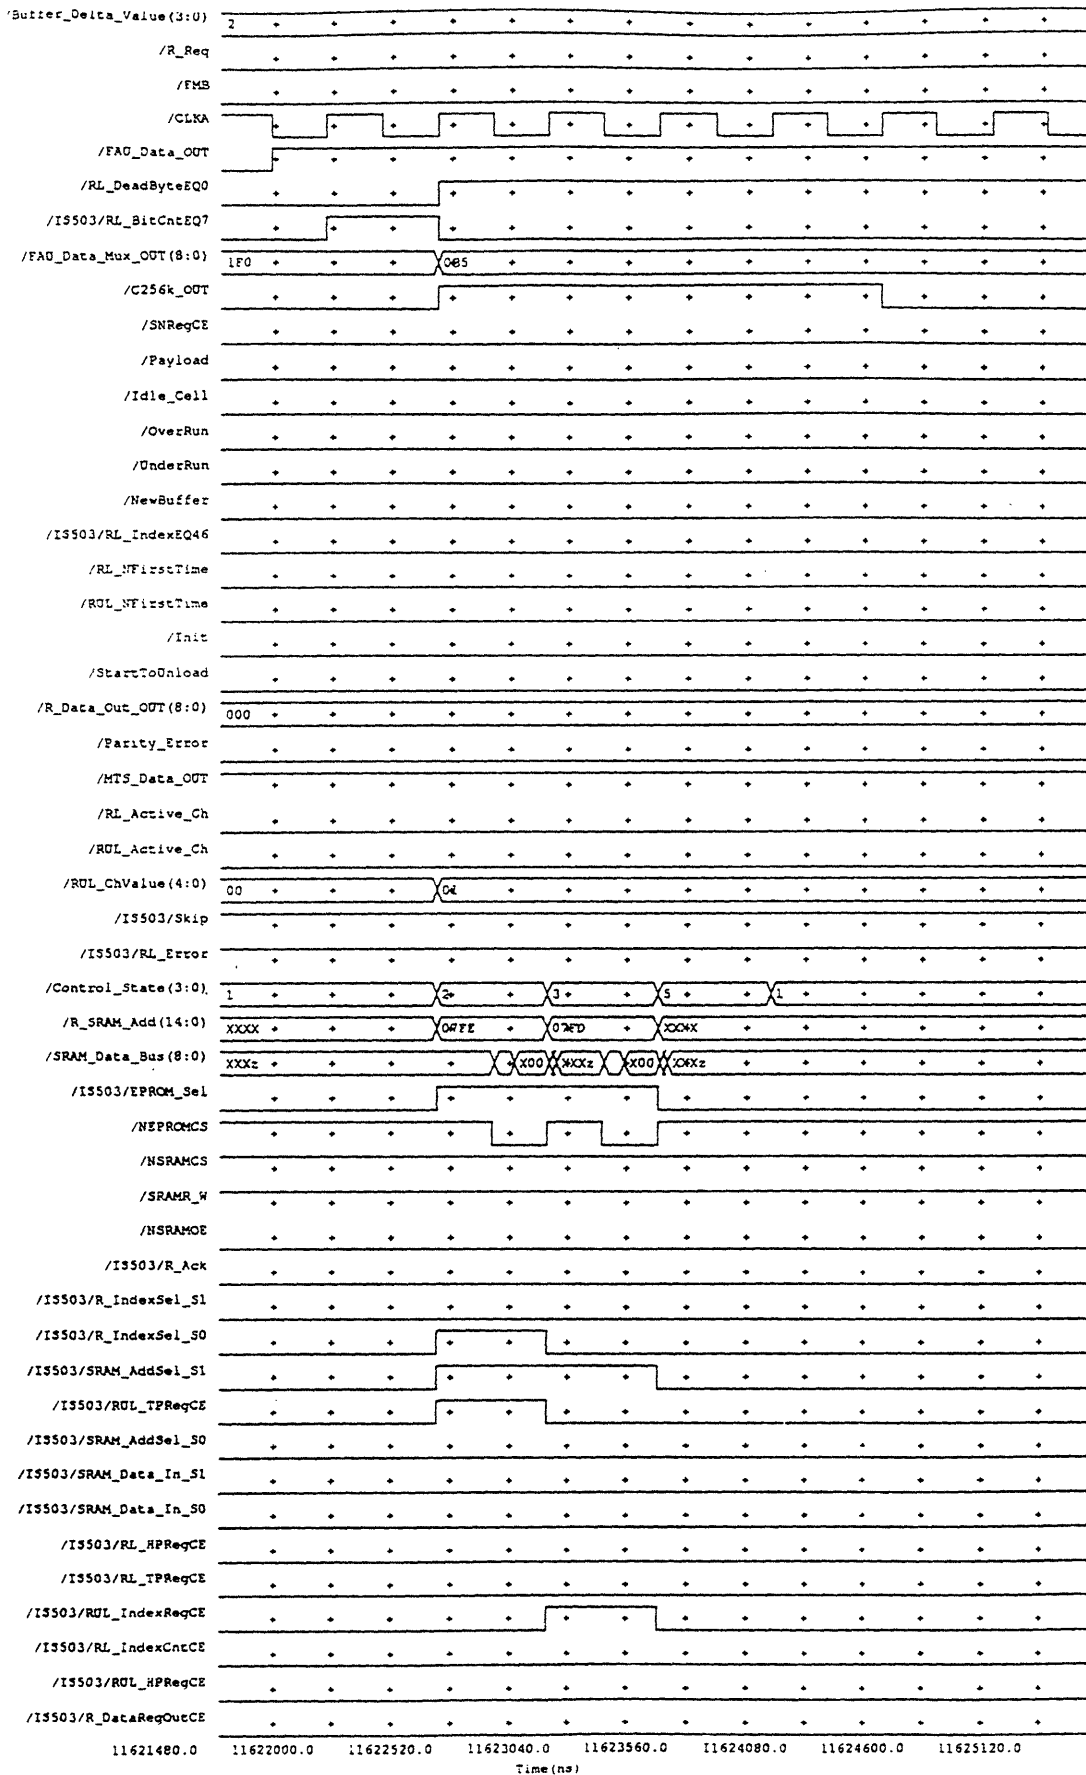 /Buffer_Delta_Value(3:0) 2
/R_Req
/FMB
/CLKA
/FAU_Data_OUT
/RL_DeadByteEQ0
/IS503/RL_BitCntEQ7
/FAU_Data_Mux_OUT(8:0) 1F0 0B5
/C256k_OUT
/SNRegCE
/Payload
/Idle_Cell
/OverRun
/UnderRun
/NewBuffer
/IS503/RL_IndexEQ46
/RL_NFirstTime
/RUL_NFirstTime
/Init
/StartToUnload
/R_Data_Out_OUT(8:0) 000
/Parity_Error
/MTS_Data_OUT
/RL_Active_Ch
/RUL_Active_Ch
/RUL_ChValue(4:0) 00 01
/IS503/Skip
/IS503/RL_Error
/Control_State(3:0) 1 2 3 5 1
/R_SRAM_Add(14:0) XXXX 07FD XXXX
/SRAM_Data_Bus(8:0) XXXz X00 XXXz X00 XXXz
/IS503/EPROM_Sel
/NEPROMCS
/NSRAMCS
/SRAMR_W
/NSRAMOE
/IS503/R_Ack
/IS503/R_IndexSel_S1
/IS503/R_IndexSel_S0
/IS503/SRAM_AddSel_S1
/IS503/RUL_TPRegCE
/IS503/SRAM_AddSel_S0
/IS503/SRAM_Data_In_S1
/IS503/SRAM_Data_In_S0
/IS503/RL_HPRegCE
/IS503/RL_TPRegCE
/IS503/RUL_IndexRegCE
/IS503/RL_IndexCntCE
/IS503/RUL_HPRegCE
/IS503/R_DataRegOutCE
11621480.0 11622000.0 11622520.0 11623040.0 11623560.0 11624080.0 11624600.0 11625120.0
Time(ns)